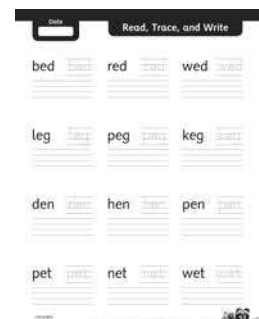 Date
Read, Trace, and Write
bed bed red red wed wed
leg leg peg peg keg keg
den den hen hen pen pen
pet pet net net wet wet